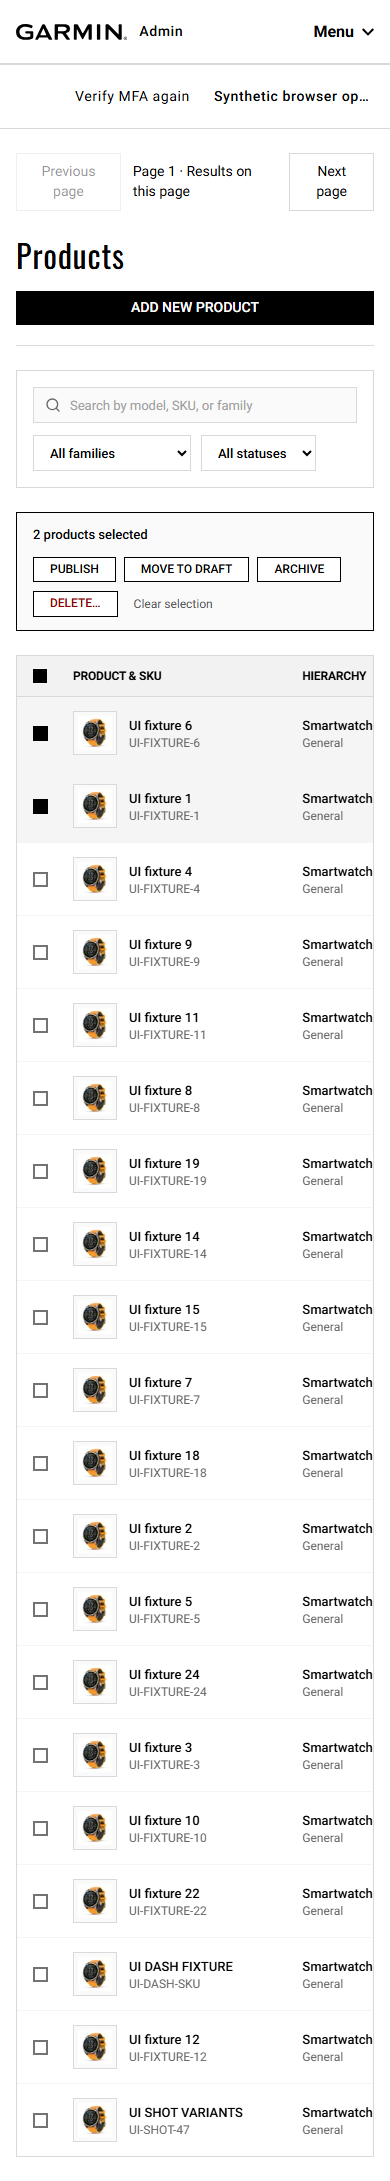 GARMIN. Admin Menu
Verify MFA again Synthetic browser op...
Previous page
Page 1 · Results on this page
Next page
Products
ADD NEW PRODUCT
Search by model, SKU, or family
All families All statuses
2 products selected
PUBLISH MOVE TO DRAFT ARCHIVE
DELETE... Clear selection
PRODUCT & SKU HIERARCHY
UI fixture 6 Smartwatch
UI-FIXTURE-6 General
UI fixture 1 Smartwatch
UI-FIXTURE-1 General
UI fixture 4 Smartwatch
UI-FIXTURE-4 General
UI fixture 9 Smartwatch
UI-FIXTURE-9 General
UI fixture 11 Smartwatch
UI-FIXTURE-11 General
UI fixture 8 Smartwatch
UI-FIXTURE-8 General
UI fixture 19 Smartwatch
UI-FIXTURE-19 General
UI fixture 14 Smartwatch
UI-FIXTURE-14 General
UI fixture 15 Smartwatch
UI-FIXTURE-15 General
UI fixture 7 Smartwatch
UI-FIXTURE-7 General
UI fixture 18 Smartwatch
UI-FIXTURE-18 General
UI fixture 2 Smartwatch
UI-FIXTURE-2 General
UI fixture 5 Smartwatch
UI-FIXTURE-5 General
UI fixture 24 Smartwatch
UI-FIXTURE-24 General
UI fixture 3 Smartwatch
UI-FIXTURE-3 General
UI fixture 10 Smartwatch
UI-FIXTURE-10 General
UI fixture 22 Smartwatch
UI-FIXTURE-22 General
UI DASH FIXTURE Smartwatch
UI-DASH-SKU General
UI fixture 12 Smartwatch
UI-FIXTURE-12 General
UI SHOT VARIANTS Smartwatch
UI-SHOT-47 General